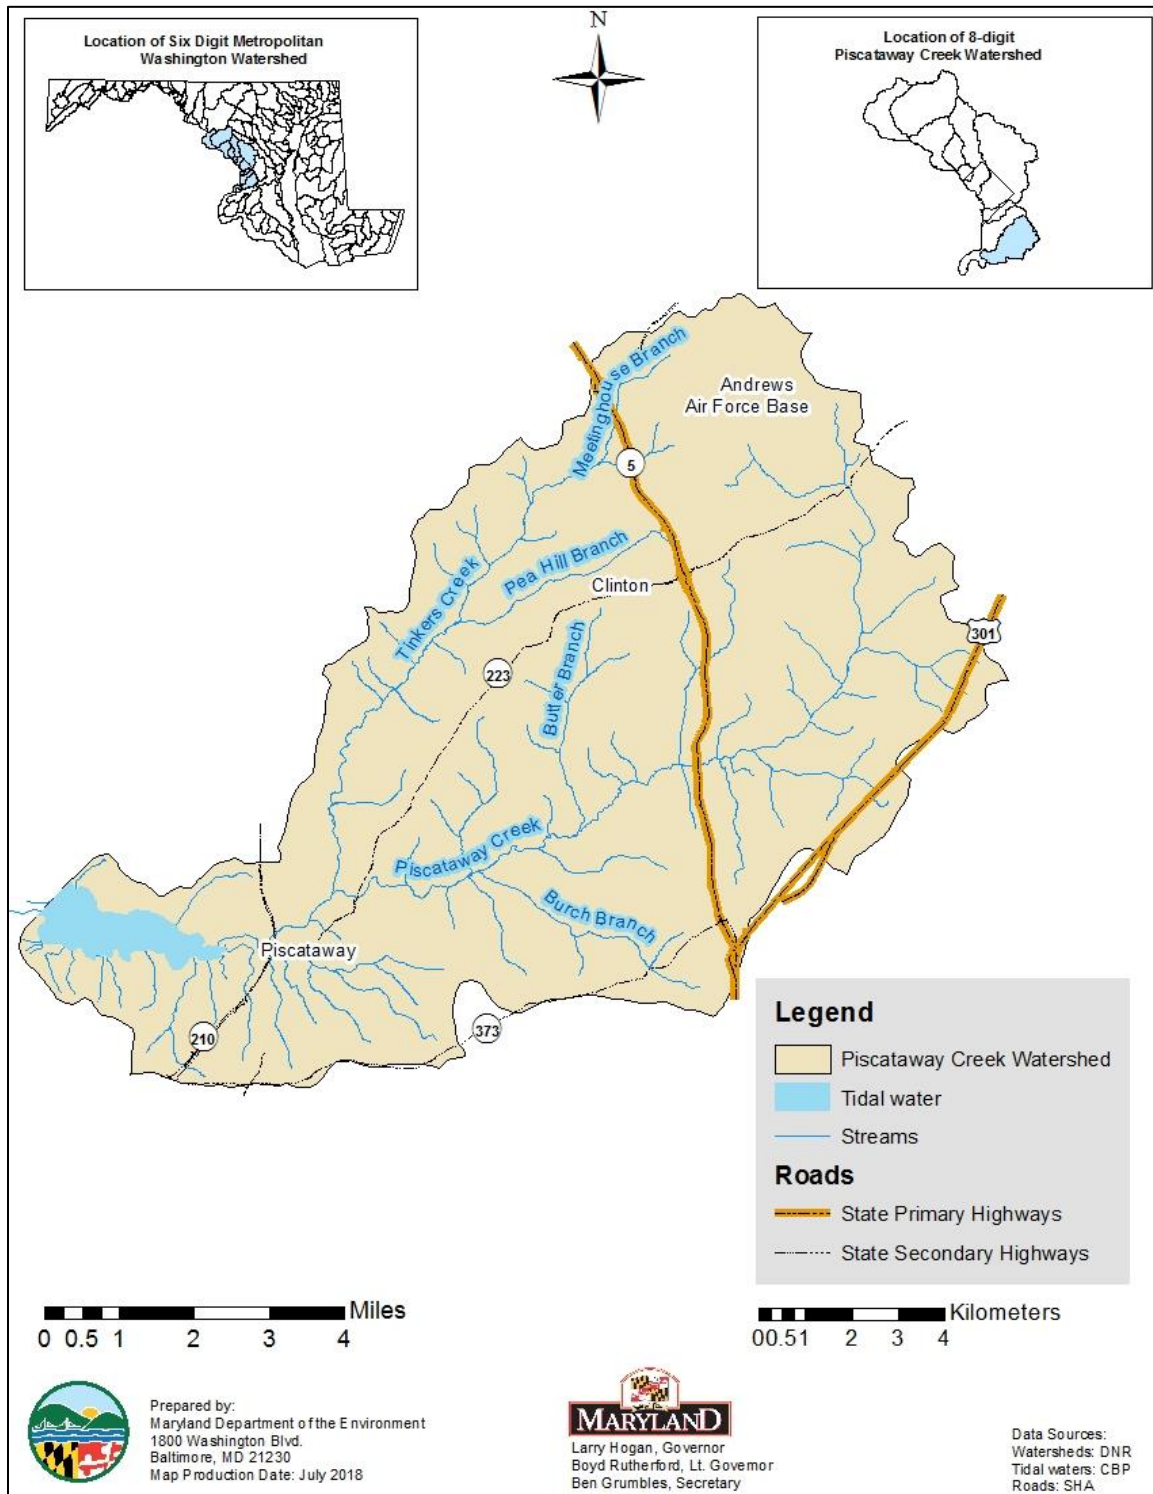 Location of Six Digit Metropolitan
Washington Watershed
N
Location of 8-digit
Piscataway Creek Watershed
Meetinghouse Branch
Andrews
Air Force Base
5
Pea Hill Branch
Clinton
Tinkers Creek
301
223
Butler Branch
Piscataway Creek
Burch Branch
Piscataway
210
373
Legend
Piscataway Creek Watershed
Tidal water
Streams
Roads
State Primary Highways
State Secondary Highways
Miles
0 0.5 1 2 3 4
Kilometers
0 0.5 1 2 3 4
Prepared by:
Maryland Department of the Environment
1800 Washington Blvd.
Baltimore, MD 21230
Map Production Date: July 2018
MARYLAND
Larry Hogan, Governor
Boyd Rutherford, Lt. Governor
Ben Grumbles, Secretary
Data Sources:
Watersheds: DNR
Tidal waters: CBP
Roads: SHA